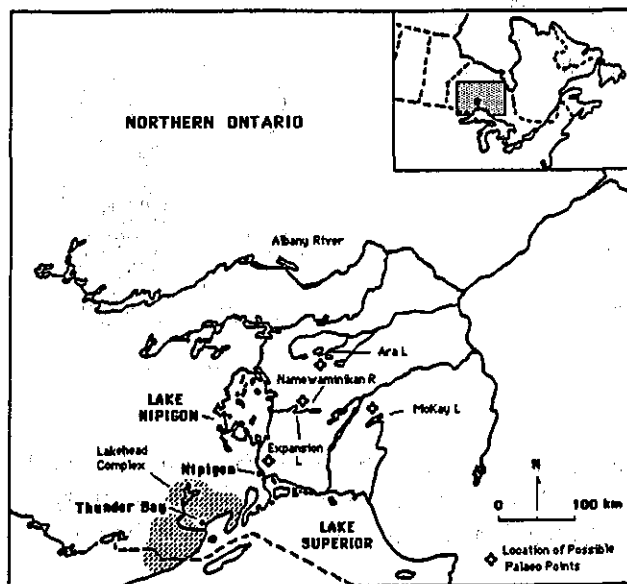 NORTHERN ONTARIO
Albany River
Ara L
Namewaminikan R
LAKE
NIPIGON
McKay L
Expansion
L
Lakehead
Complex
Nipigon
Thunder Bay
LAKE
SUPERIOR
N
0 100 km
Location of Possible
Palaeo Points